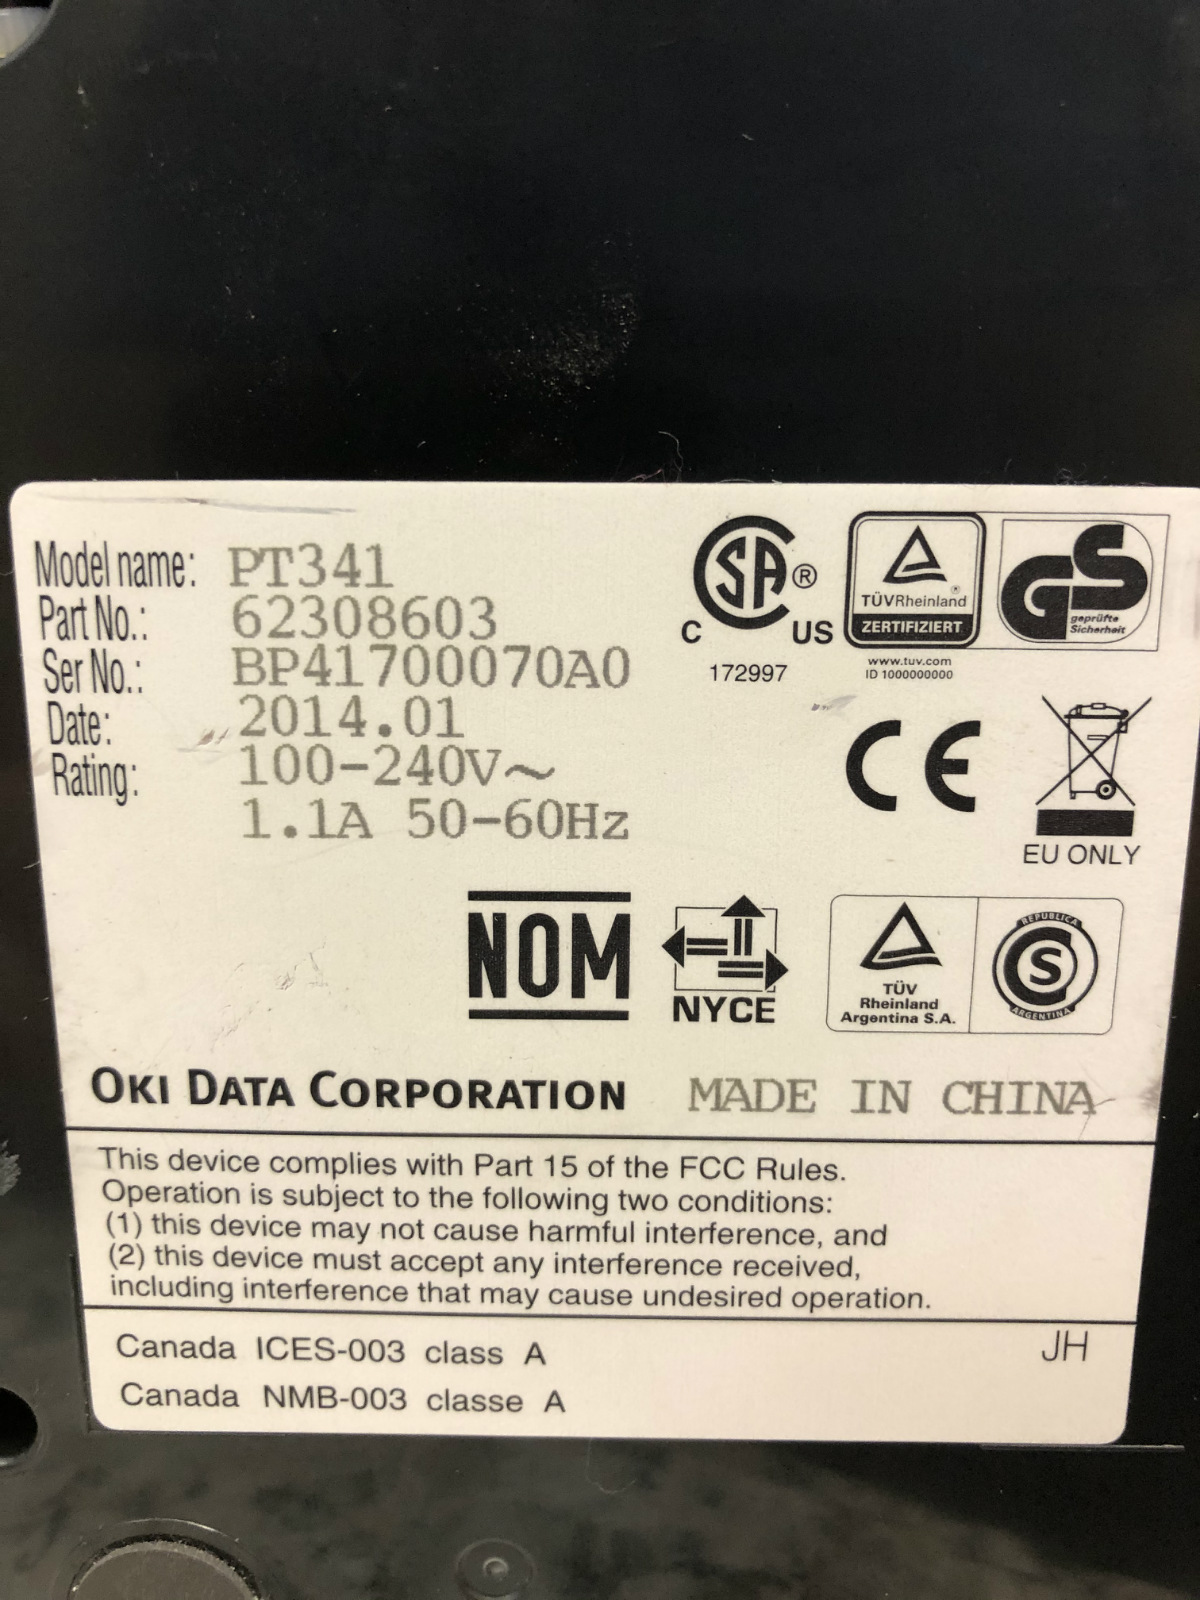 Model name: PT341
Part No.: 62308603
Ser No.: BP41700070A0
Date: 2014.01
Rating: 100-240V~
1.1A 50-60Hz
SA ®
C US
172997
TÜVRheinland ®
ZERTIFIZIERT
www.tuv.com
ID 1000000000
GS
geprüfte
Sicherheit
CE
EU ONLY
NOM
NYCE
TÜV
Rheinland
Argentina S.A.
REPUBLICA
S
ARGENTINA
OKI DATA CORPORATION MADE IN CHINA
This device complies with Part 15 of the FCC Rules.
Operation is subject to the following two conditions:
(1) this device may not cause harmful interference, and
(2) this device must accept any interference received,
including interference that may cause undesired operation.
Canada ICES-003 class A JH
Canada NMB-003 classe A